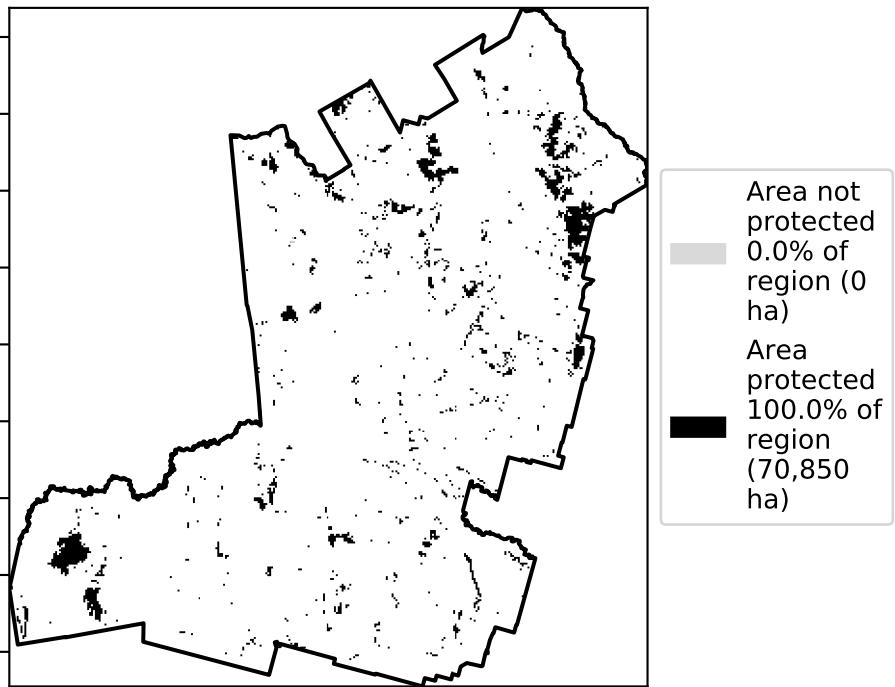 Area not
protected
0.0% of
region (0
ha)
Area
protected
100.0% of
region
(70,850
ha)